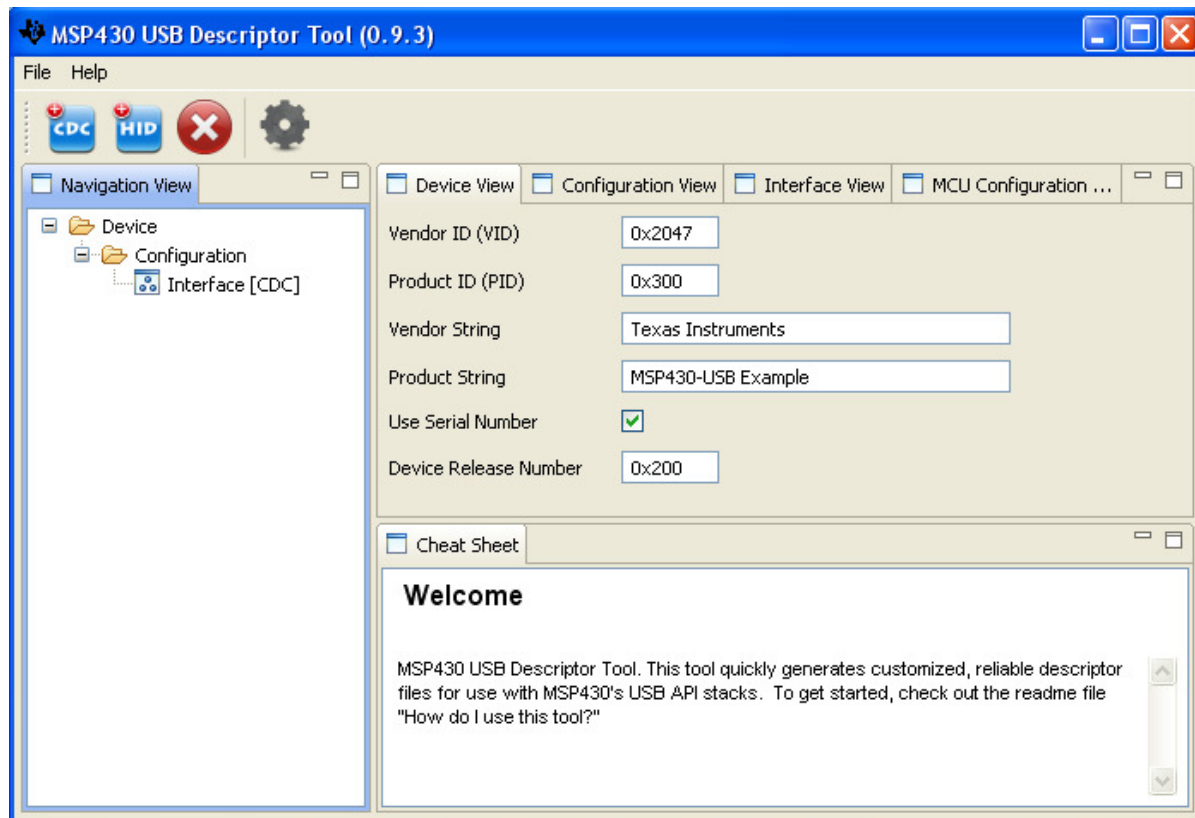 MSP430 USB Descriptor Tool (0.9.3)
File Help
CDC HID
Navigation View
Device
Configuration
Interface [CDC]
Device View Configuration View Interface View MCU Configuration ...
Vendor ID (VID) 0x2047
Product ID (PID) 0x300
Vendor String Texas Instruments
Product String MSP430-USB Example
Use Serial Number
Device Release Number 0x200
Cheat Sheet
Welcome
MSP430 USB Descriptor Tool. This tool quickly generates customized, reliable descriptor
files for use with MSP430's USB API stacks. To get started, check out the readme file
"How do I use this tool?"